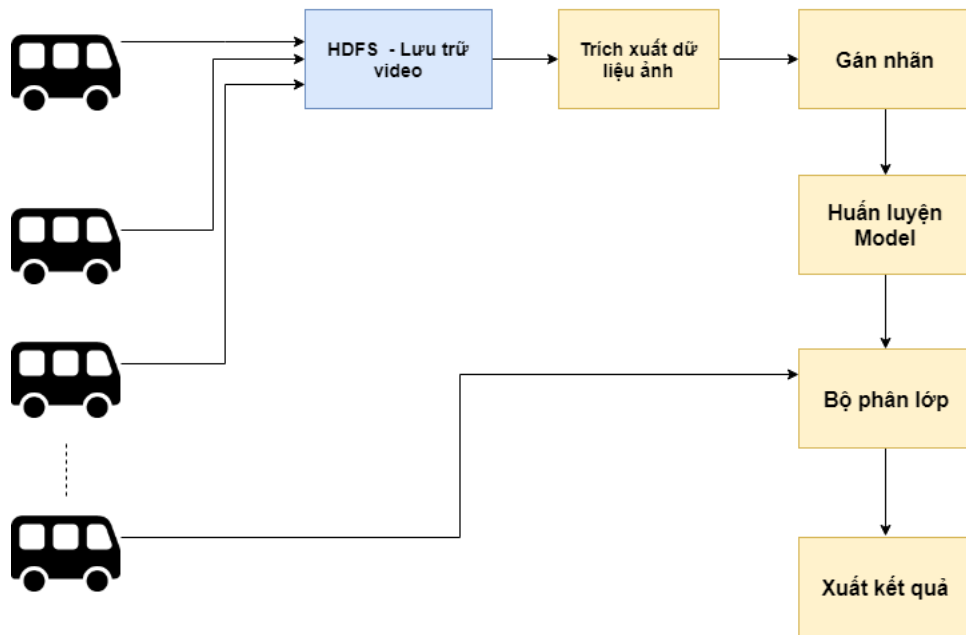 HDFS - Lưu trữ
video
Trích xuất dữ
liệu ảnh
Gán nhãn
Huấn luyện
Model
Bộ phân lớp
Xuất kết quả